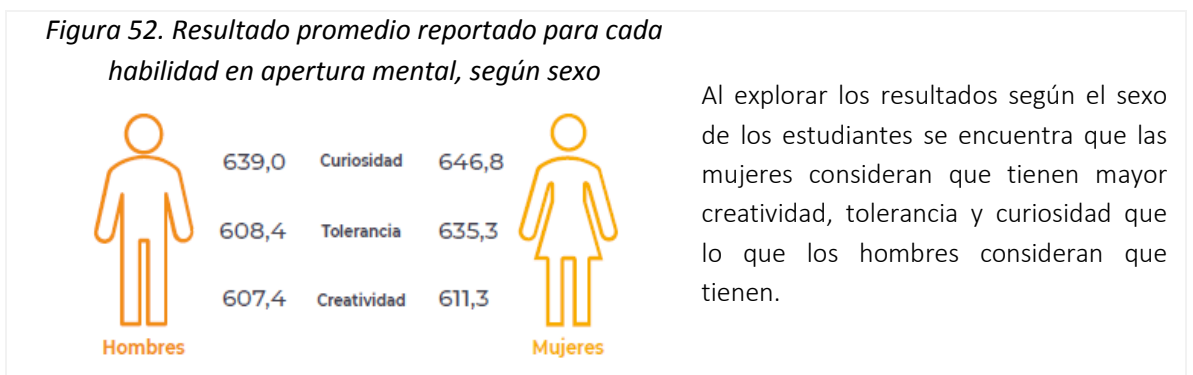 Figura 52. Resultado promedio reportado para cada
habilidad en apertura mental, según sexo
639,0 Curiosidad 646,8
608,4 Tolerancia 635,3
607,4 Creatividad 611,3
Hombres Mujeres
Al explorar los resultados según el sexo
de los estudiantes se encuentra que las
mujeres consideran que tienen mayor
creatividad, tolerancia y curiosidad que
lo que los hombres consideran que
tienen.